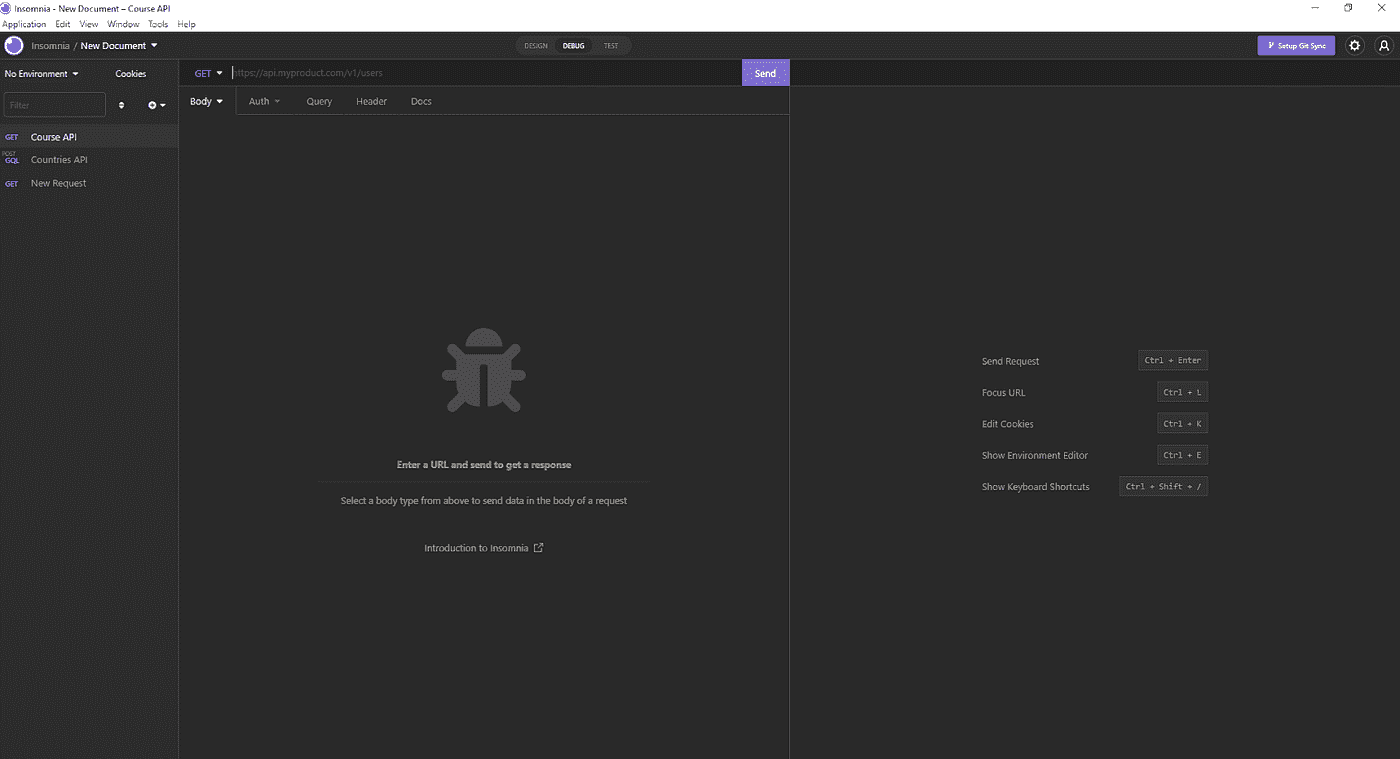 Insomnia - New Document – Course API
Application Edit View Window Tools Help
Insomnia / New Document
DESIGN DEBUG TEST
Setup Git Sync
No Environment Cookies
GET https://api.myproduct.com/v1/users Send
Filter
Body Auth Query Header Docs
GET Course API
POST
GQL Countries API
GET New Request
Enter a URL and send to get a response
Select a body type from above to send data in the body of a request
Introduction to Insomnia
Send Request Ctrl + Enter
Focus URL Ctrl + L
Edit Cookies Ctrl + K
Show Environment Editor Ctrl + E
Show Keyboard Shortcuts Ctrl + Shift + /